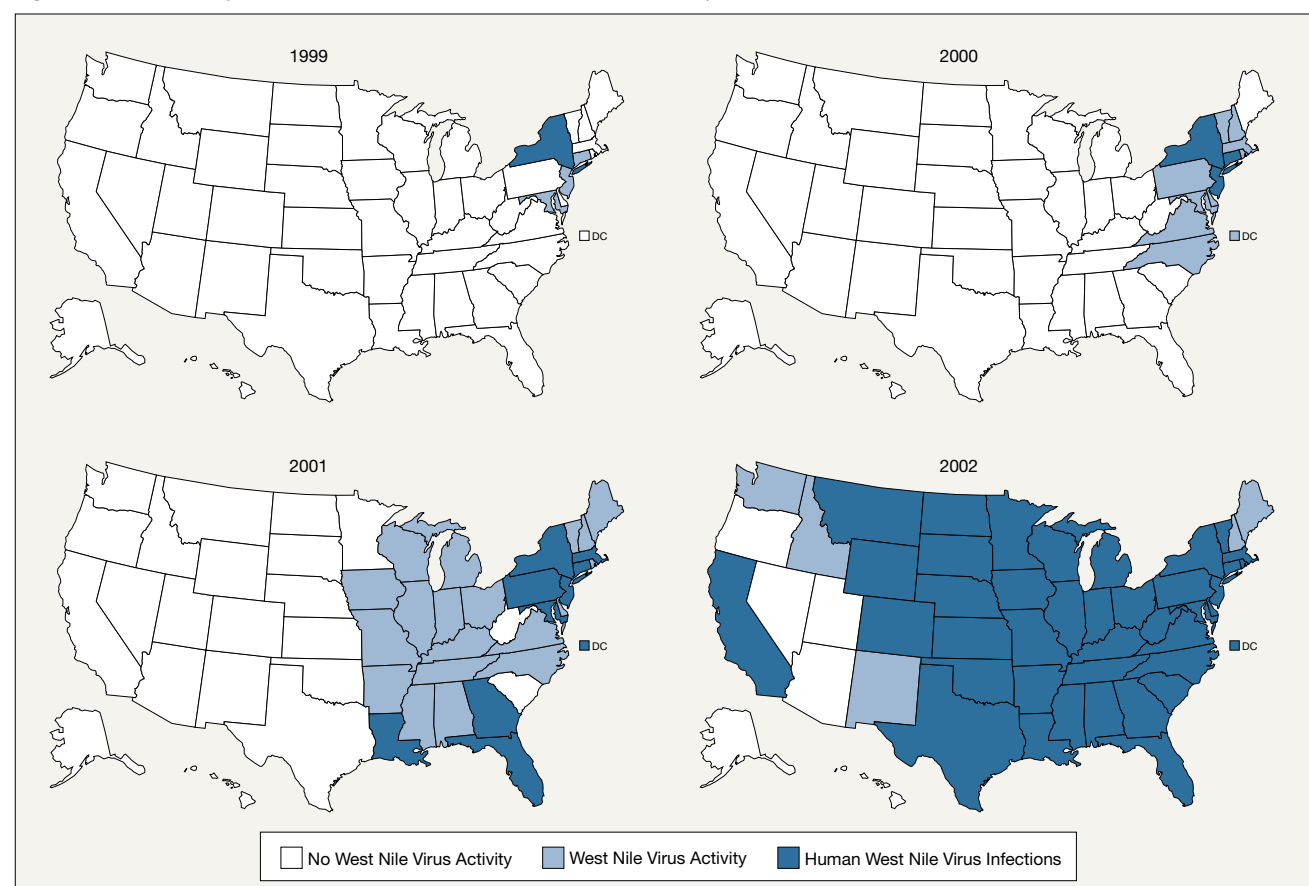 1999
2000
DC
DC
2001
2002
DC
DC
No West Nile Virus Activity
West Nile Virus Activity
Human West Nile Virus Infections